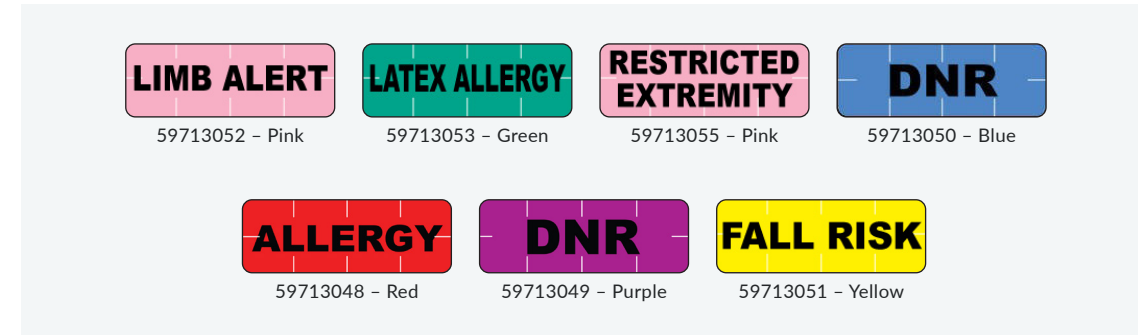 LIMB ALERT
59713052 – Pink
LATEX ALLERGY
59713053 – Green
RESTRICTED
EXTREMITY
59713055 – Pink
DNR
59713050 – Blue
ALLERGY
59713048 – Red
DNR
59713049 – Purple
FALL RISK
59713051 – Yellow